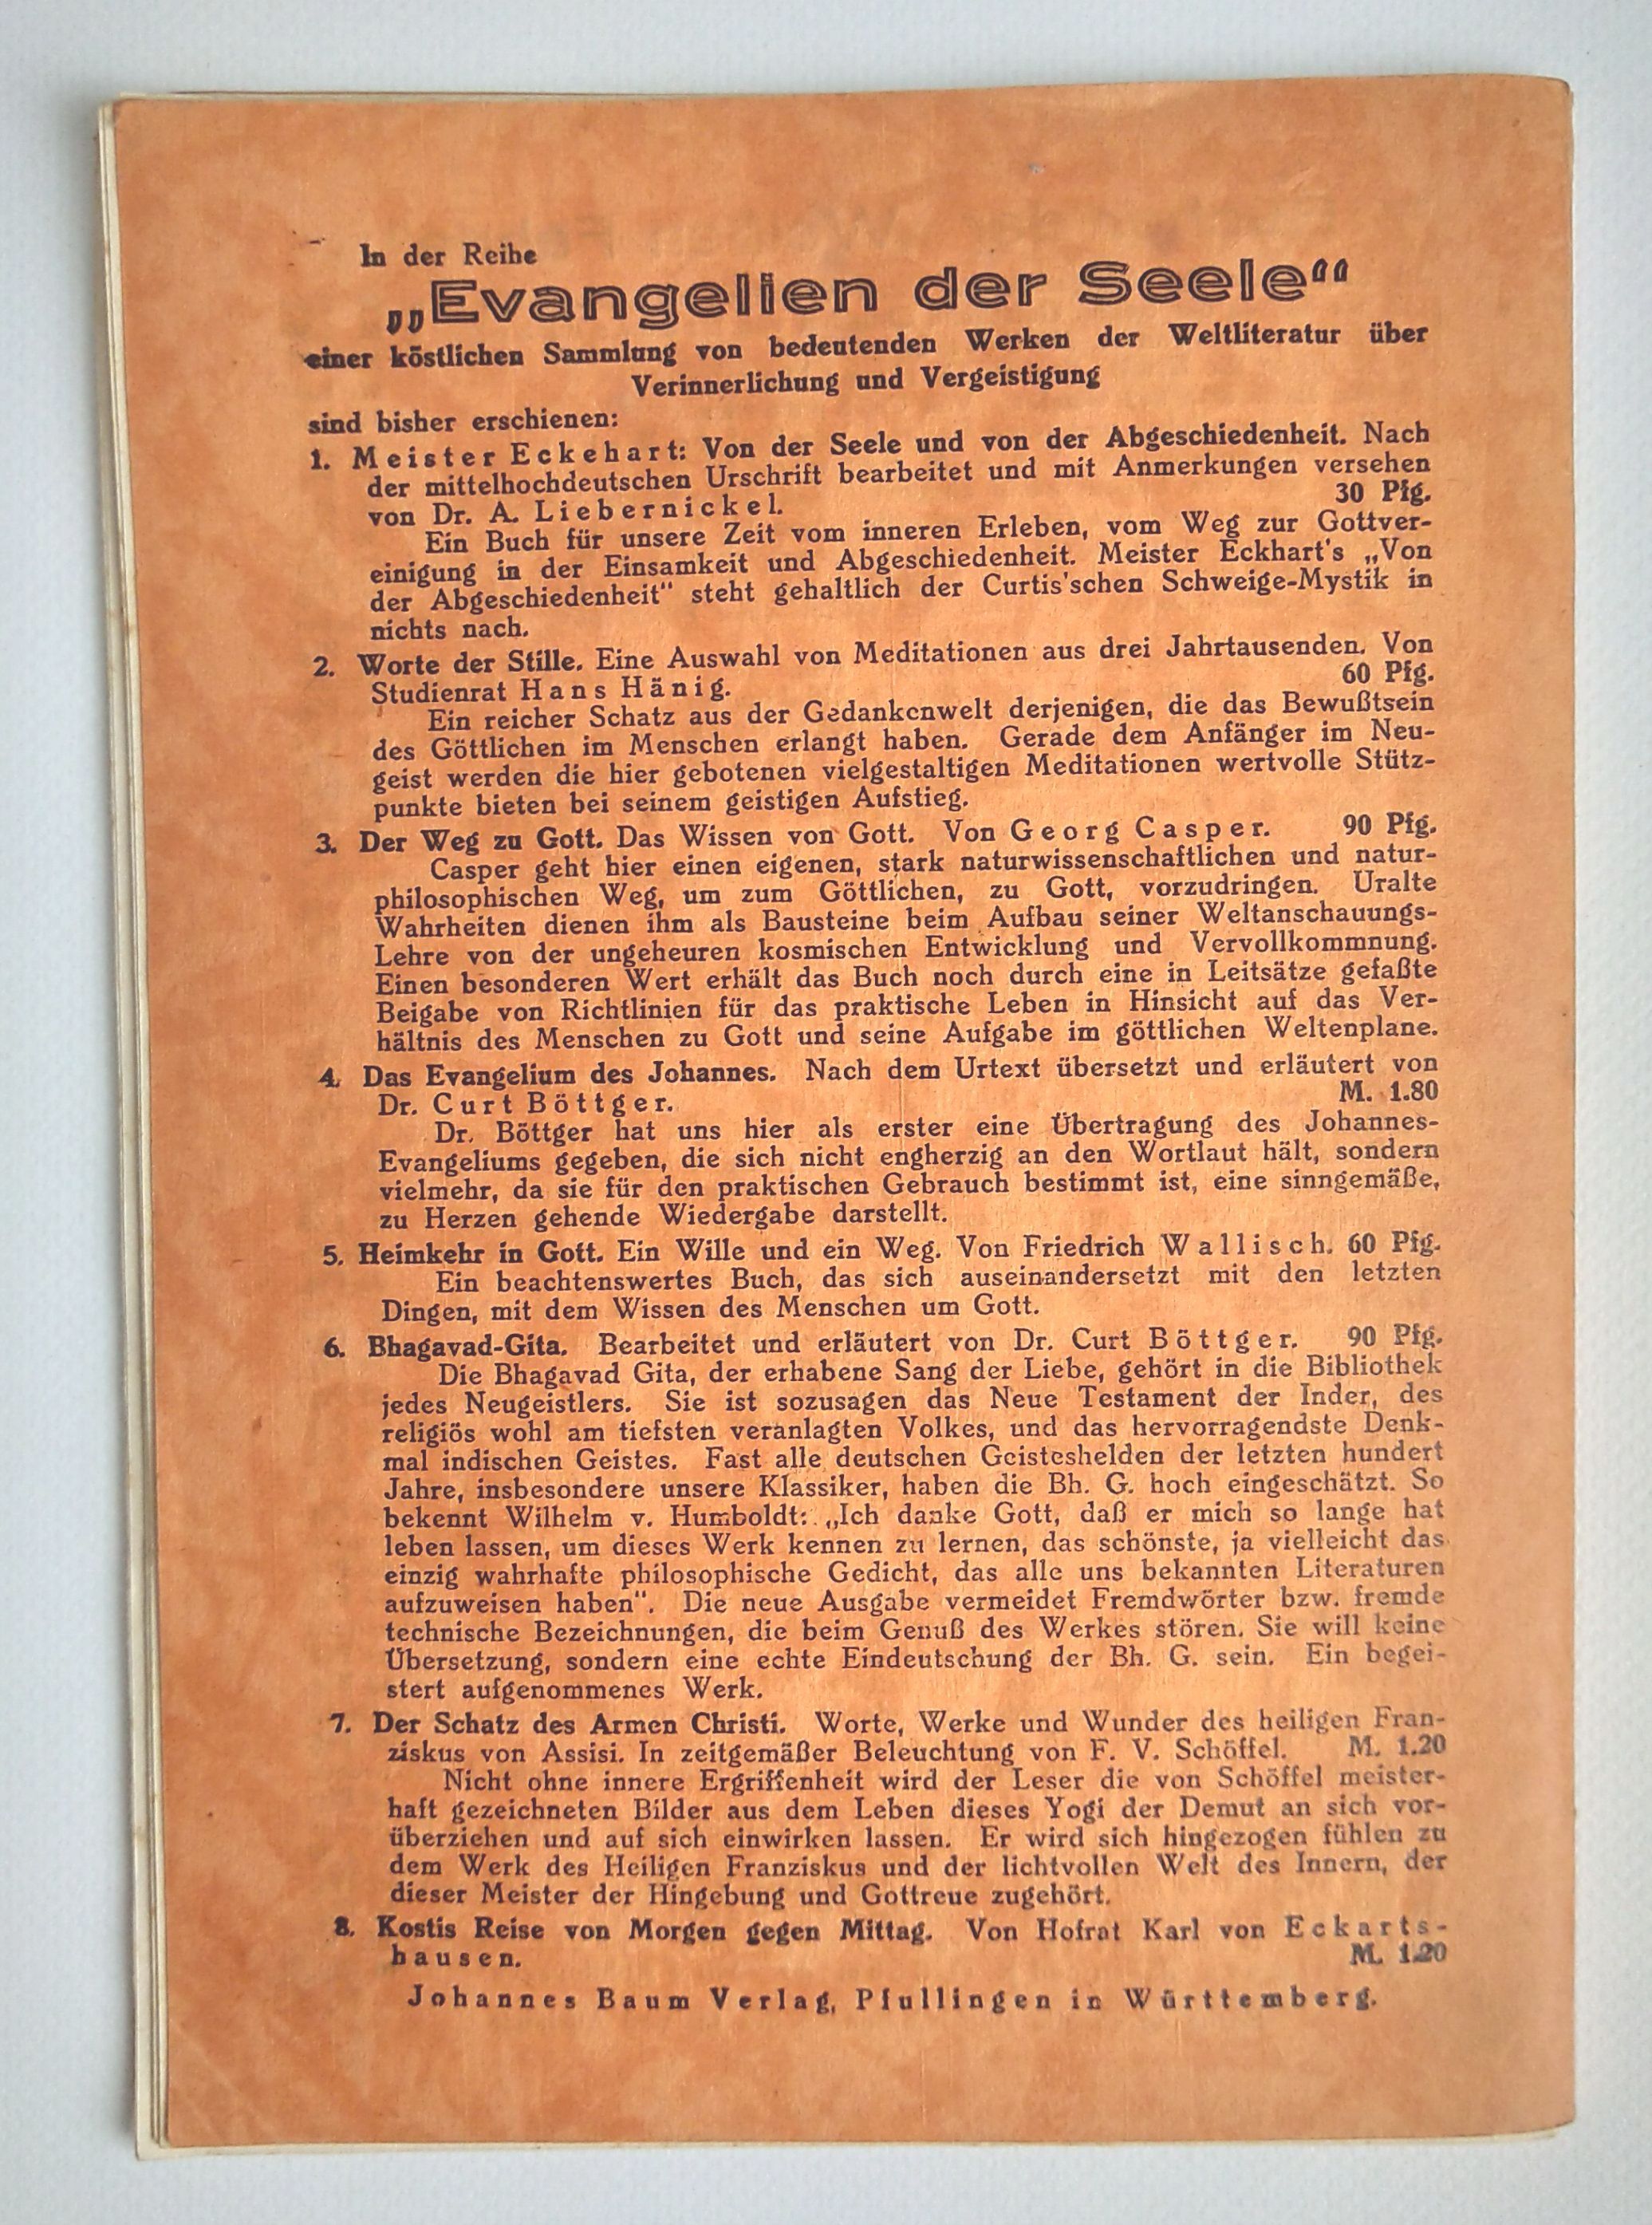 In der Reihe
„Evangelien der Seele“
einer köstlichen Sammlung von bedeutenden Werken der Weltliteratur über
Verinnerlichung und Vergeistigung
sind bisher erschienen:
1. Meister Eckehart: Von der Seele und von der Abgeschiedenheit. Nach
der mittelhochdeutschen Urschrift bearbeitet und mit Anmerkungen versehen
von Dr. A. Liebernickel. 30 Pfg.
Ein Buch für unsere Zeit vom inneren Erleben, vom Weg zur Gottver-
einigung in der Einsamkeit und Abgeschiedenheit. Meister Eckhart's „Von
der Abgeschiedenheit“ steht gehaltlich der Curtis'schen Schweige-Mystik in
nichts nach.
2. Worte der Stille. Eine Auswahl von Meditationen aus drei Jahrtausenden. Von
Studienrat Hans Hänig. 60 Pfg.
Ein reicher Schatz aus der Gedankenwelt derjenigen, die das Bewußtsein
des Göttlichen im Menschen erlangt haben. Gerade dem Anfänger im Neu-
geist werden die hier gebotenen vielgestaltigen Meditationen wertvolle Stütz-
punkte bieten bei seinem geistigen Aufstieg.
3. Der Weg zu Gott. Das Wissen von Gott. Von Georg Casper. 90 Pfg.
Casper geht hier einen eigenen, stark naturwissenschaftlichen und natur-
philosophischen Weg, um zum Göttlichen, zu Gott, vorzudringen. Uralte
Wahrheiten dienen ihm als Bausteine beim Aufbau seiner Weltanschauungs-
Lehre von der ungeheuren kosmischen Entwicklung und Vervollkommnung.
Einen besonderen Wert erhält das Buch noch durch eine in Leitsätze gefaßte
Beigabe von Richtlinien für das praktische Leben in Hinsicht auf das Ver-
hältnis des Menschen zu Gott und seine Aufgabe im göttlichen Weltenplane.
4. Das Evangelium des Johannes. Nach dem Urtext übersetzt und erläutert von
Dr. Curt Böttger. M. 1.80
Dr. Böttger hat uns hier als erster eine Übertragung des Johannes-
Evangeliums gegeben, die sich nicht engherzig an den Wortlaut hält, sondern
vielmehr, da sie für den praktischen Gebrauch bestimmt ist, eine sinngemäße,
zu Herzen gehende Wiedergabe darstellt.
5. Heimkehr in Gott. Ein Wille und ein Weg. Von Friedrich Wallisch. 60 Pfg.
Ein beachtenswertes Buch, das sich auseinandersetzt mit den letzten
Dingen, mit dem Wissen des Menschen um Gott.
6. Bhagavad-Gita. Bearbeitet und erläutert von Dr. Curt Böttger. 90 Pfg.
Die Bhagavad Gita, der erhabene Sang der Liebe, gehört in die Bibliothek
jedes Neugeistlers. Sie ist sozusagen das Neue Testament der Inder, des
religiös wohl am tiefsten veranlagten Volkes, und das hervorragendste Denk-
mal indischen Geistes. Fast alle deutschen Geisteshelden der letzten hundert
Jahre, insbesondere unsere Klassiker, haben die Bh. G. hoch eingeschätzt. So
bekennt Wilhelm v. Humboldt: „Ich danke Gott, daß er mich so lange hat
leben lassen, um dieses Werk kennen zu lernen, das schönste, ja vielleicht das
einzig wahrhafte philosophische Gedicht, das alle uns bekannten Literaturen
aufzuweisen haben“. Die neue Ausgabe vermeidet Fremdwörter bzw. fremde
technische Bezeichnungen, die beim Genuß des Werkes stören. Sie will keine
Übersetzung, sondern eine echte Eindeutschung der Bh. G. sein. Ein begei-
stert aufgenommenes Werk.
7. Der Schatz des Armen Christi. Worte, Werke und Wunder des heiligen Fran-
ziskus von Assisi. In zeitgemäßer Beleuchtung von F. V. Schöffel. M. 1.20
Nicht ohne innere Ergriffenheit wird der Leser die von Schöffel meister-
haft gezeichneten Bilder aus dem Leben dieses Yogi der Demut an sich vor-
überziehen und auf sich einwirken lassen. Er wird sich hingezogen fühlen zu
dem Werk des Heiligen Franziskus und der lichtvollen Welt des Innern, der
dieser Meister der Hingebung und Gottreue zugehört.
8. Kostis Reise von Morgen gegen Mittag. Von Hofrat Karl von Eckarts-
hausen. M. 1.20
Johannes Baum Verlag, Pfullingen in Württemberg.